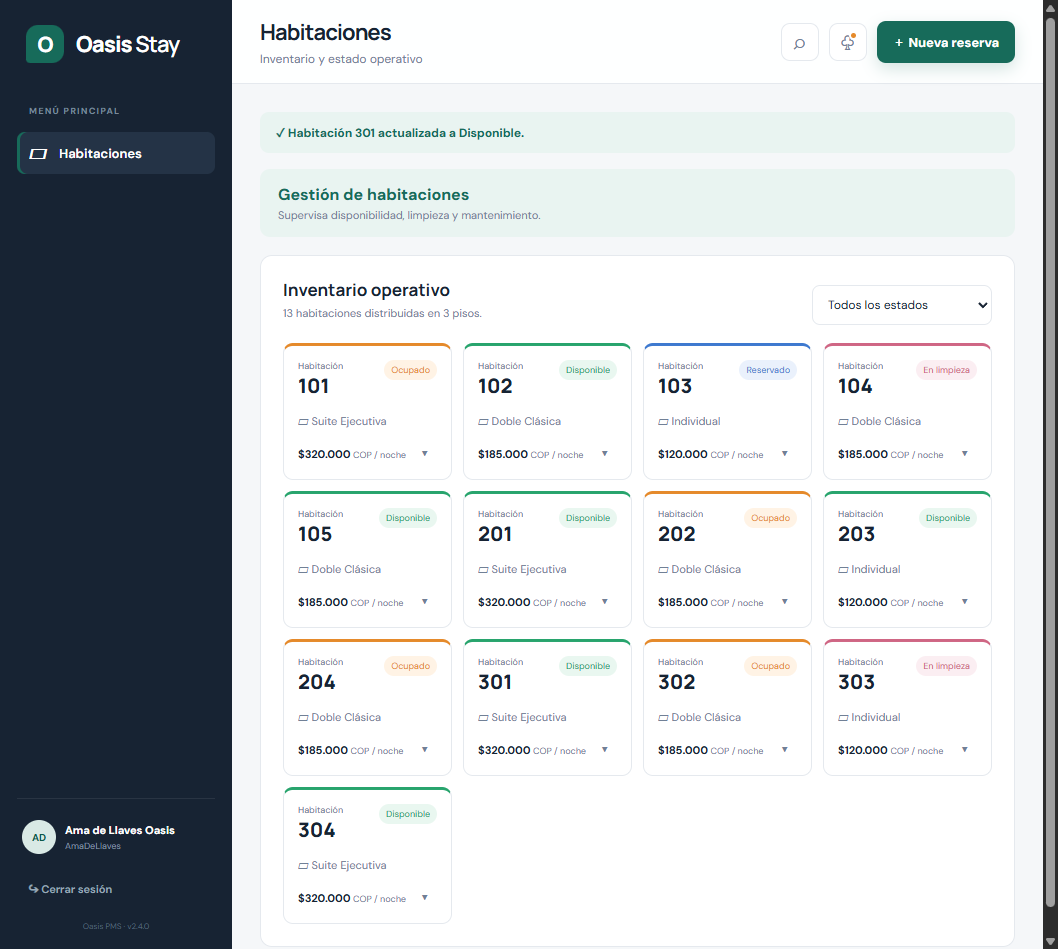 O Oasis Stay
MENÚ PRINCIPAL
Habitaciones
Ama de Llaves Oasis
AD
AmaDeLlaves
Cerrar sesión
Oasis PMS · v2.4.0
Habitaciones
Inventario y estado operativo
+ Nueva reserva
✓ Habitación 301 actualizada a Disponible.
Gestión de habitaciones
Supervisa disponibilidad, limpieza y mantenimiento.
Inventario operativo
13 habitaciones distribuidas en 3 pisos.
Todos los estados
Habitación
Ocupado
101
Suite Ejecutiva
$320.000 COP / noche
Habitación
Disponible
102
Doble Clásica
$185.000 COP / noche
Habitación
Reservado
103
Individual
$120.000 COP / noche
Habitación
En limpieza
104
Doble Clásica
$185.000 COP / noche
Habitación
Disponible
105
Doble Clásica
$185.000 COP / noche
Habitación
Disponible
201
Suite Ejecutiva
$320.000 COP / noche
Habitación
Ocupado
202
Doble Clásica
$185.000 COP / noche
Habitación
Disponible
203
Individual
$120.000 COP / noche
Habitación
Ocupado
204
Doble Clásica
$185.000 COP / noche
Habitación
Disponible
301
Suite Ejecutiva
$320.000 COP / noche
Habitación
Ocupado
302
Doble Clásica
$185.000 COP / noche
Habitación
En limpieza
303
Individual
$120.000 COP / noche
Habitación
Disponible
304
Suite Ejecutiva
$320.000 COP / noche